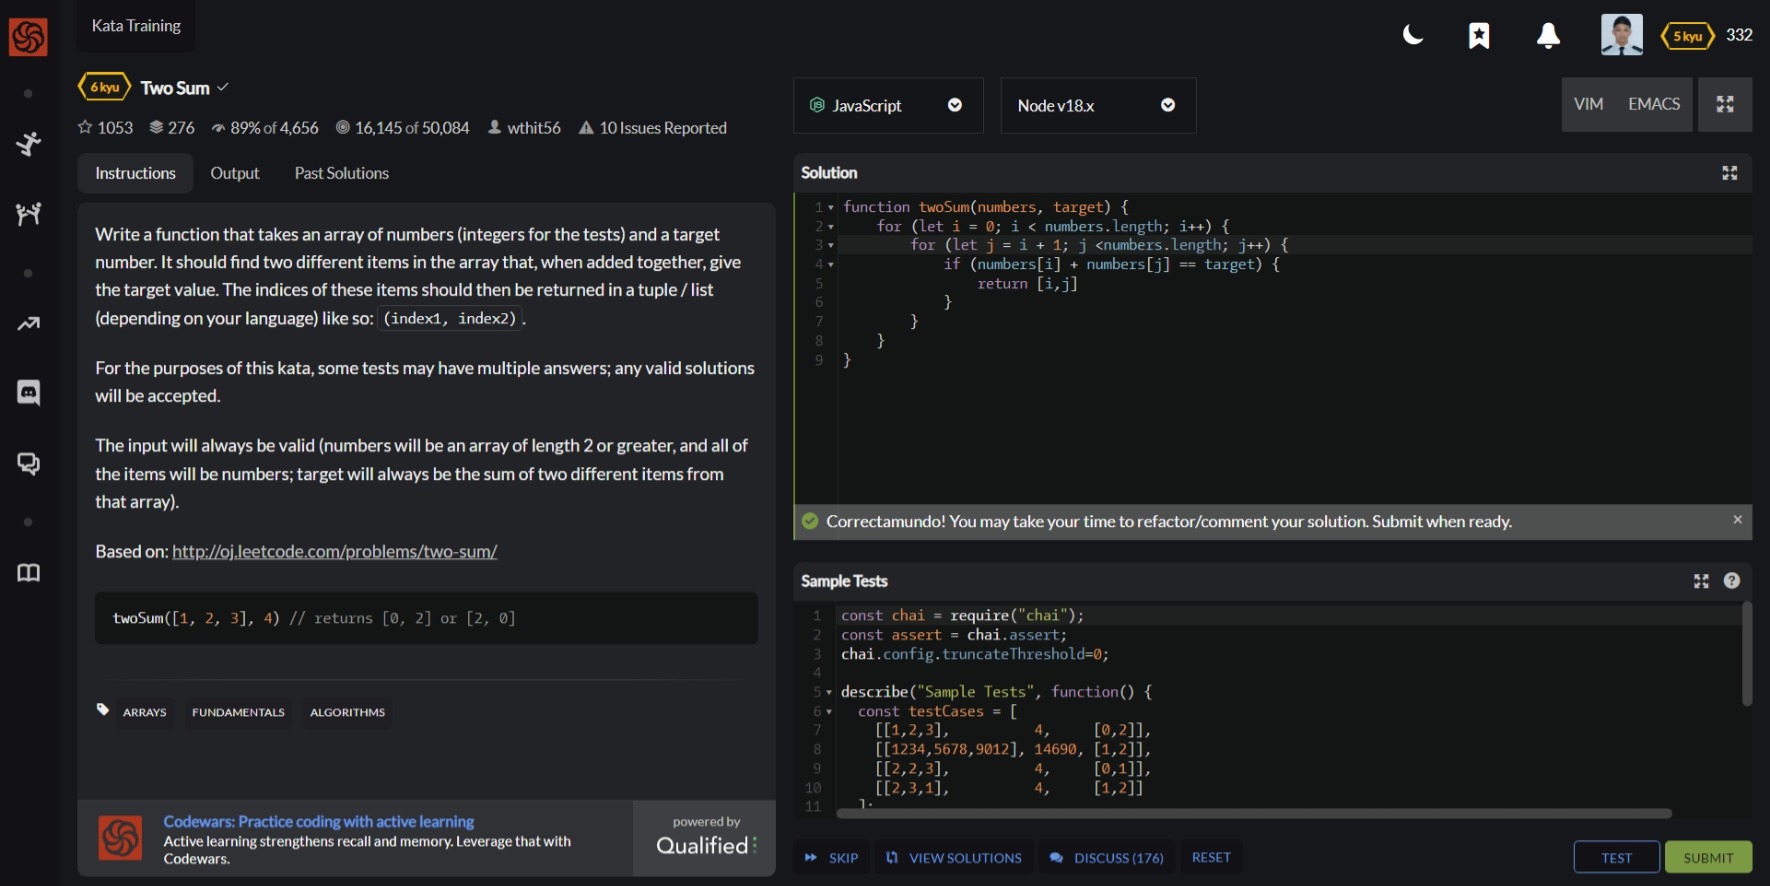 Kata Training
5 kyu 332
6 kyu Two Sum
1053 276 89% of 4,656 16,145 of 50,084 wthit56 10 Issues Reported
Instructions Output Past Solutions
Write a function that takes an array of numbers (integers for the tests) and a target
number. It should find two different items in the array that, when added together, give
the target value. The indices of these items should then be returned in a tuple / list
(depending on your language) like so: (index1, index2).
For the purposes of this kata, some tests may have multiple answers; any valid solutions
will be accepted.
The input will always be valid (numbers will be an array of length 2 or greater, and all of
the items will be numbers; target will always be the sum of two different items from
that array).
Based on: http://oj.leetcode.com/problems/two-sum/
twoSum([1, 2, 3], 4) // returns [0, 2] or [2, 0]
ARRAYS FUNDAMENTALS ALGORITHMS
Codewars: Practice coding with active learning
Active learning strengthens recall and memory. Leverage that with
Codewars.
powered by
Qualified
JavaScript Node v18.x VIM EMACS
Solution
1 function twoSum(numbers, target) {
2 for (let i = 0; i < numbers.length; i++) {
3 for (let j = i + 1; j <numbers.length; j++) {
4 if (numbers[i] + numbers[j] == target) {
5 return [i,j]
6 }
7 }
8 }
9 }
Correctamundo! You may take your time to refactor/comment your solution. Submit when ready.
Sample Tests
1 const chai = require("chai");
2 const assert = chai.assert;
3 chai.config.truncateThreshold=0;
4
5 describe("Sample Tests", function() {
6 const testCases = [
7 [[1,2,3], 4, [0,2]],
8 [[1234,5678,9012], 14690, [1,2]],
9 [[2,2,3], 4, [0,1]],
10 [[2,3,1], 4, [1,2]]
11 ];
SKIP VIEW SOLUTIONS DISCUSS (176) RESET TEST SUBMIT